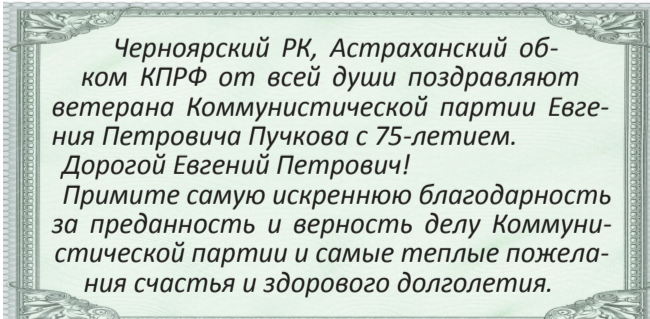 Черноярский РК, Астраханский об-
ком КПРФ от всей души поздравляют
ветерана Коммунистической партии Евге-
ния Петровича Пучкова с 75-летием.
Дорогой Евгений Петрович!
Примите самую искреннюю благодарность
за преданность и верность делу Коммуни-
стической партии и самые теплые пожела-
ния счастья и здорового долголетия.